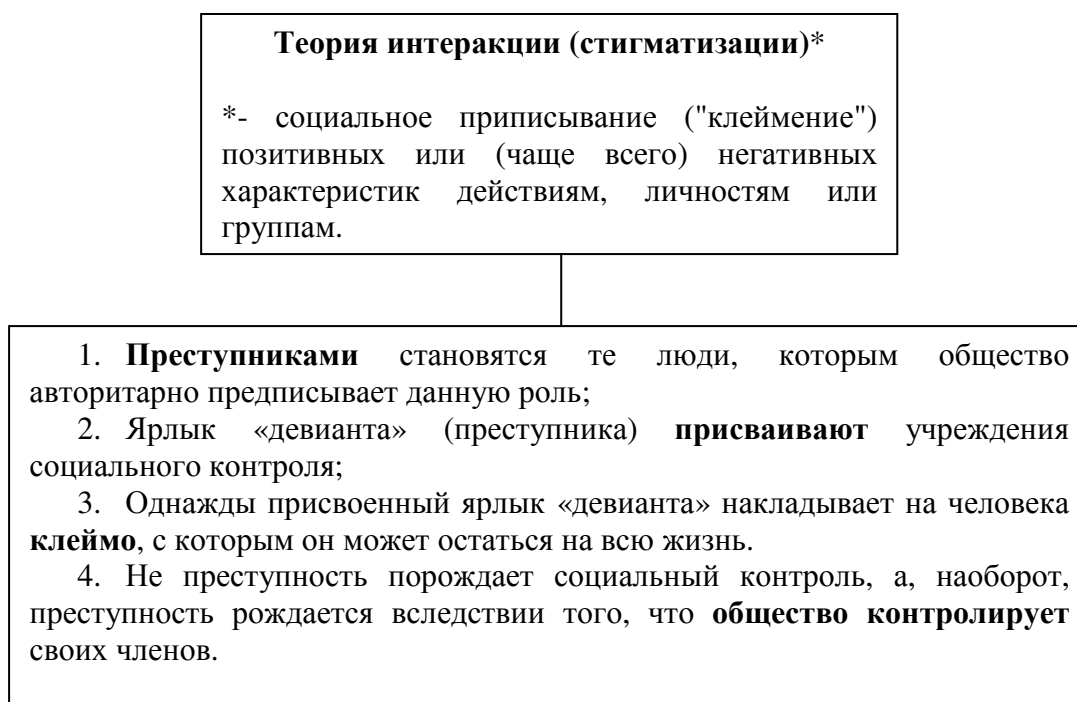 Теория интеракции (стигматизации)*
*- социальное приписывание ("клеймение")
позитивных или (чаще всего) негативных
характеристик действиям, личностям или
группам.
1. Преступниками становятся те люди, которым общество
авторитарно предписывает данную роль;
2. Ярлык «девианта» (преступника) присваивают учреждения
социального контроля;
3. Однажды присвоенный ярлык «девианта» накладывает на человека
клеймо, с которым он может остаться на всю жизнь.
4. Не преступность порождает социальный контроль, а, наоборот,
преступность рождается вследствии того, что общество контролирует
своих членов.